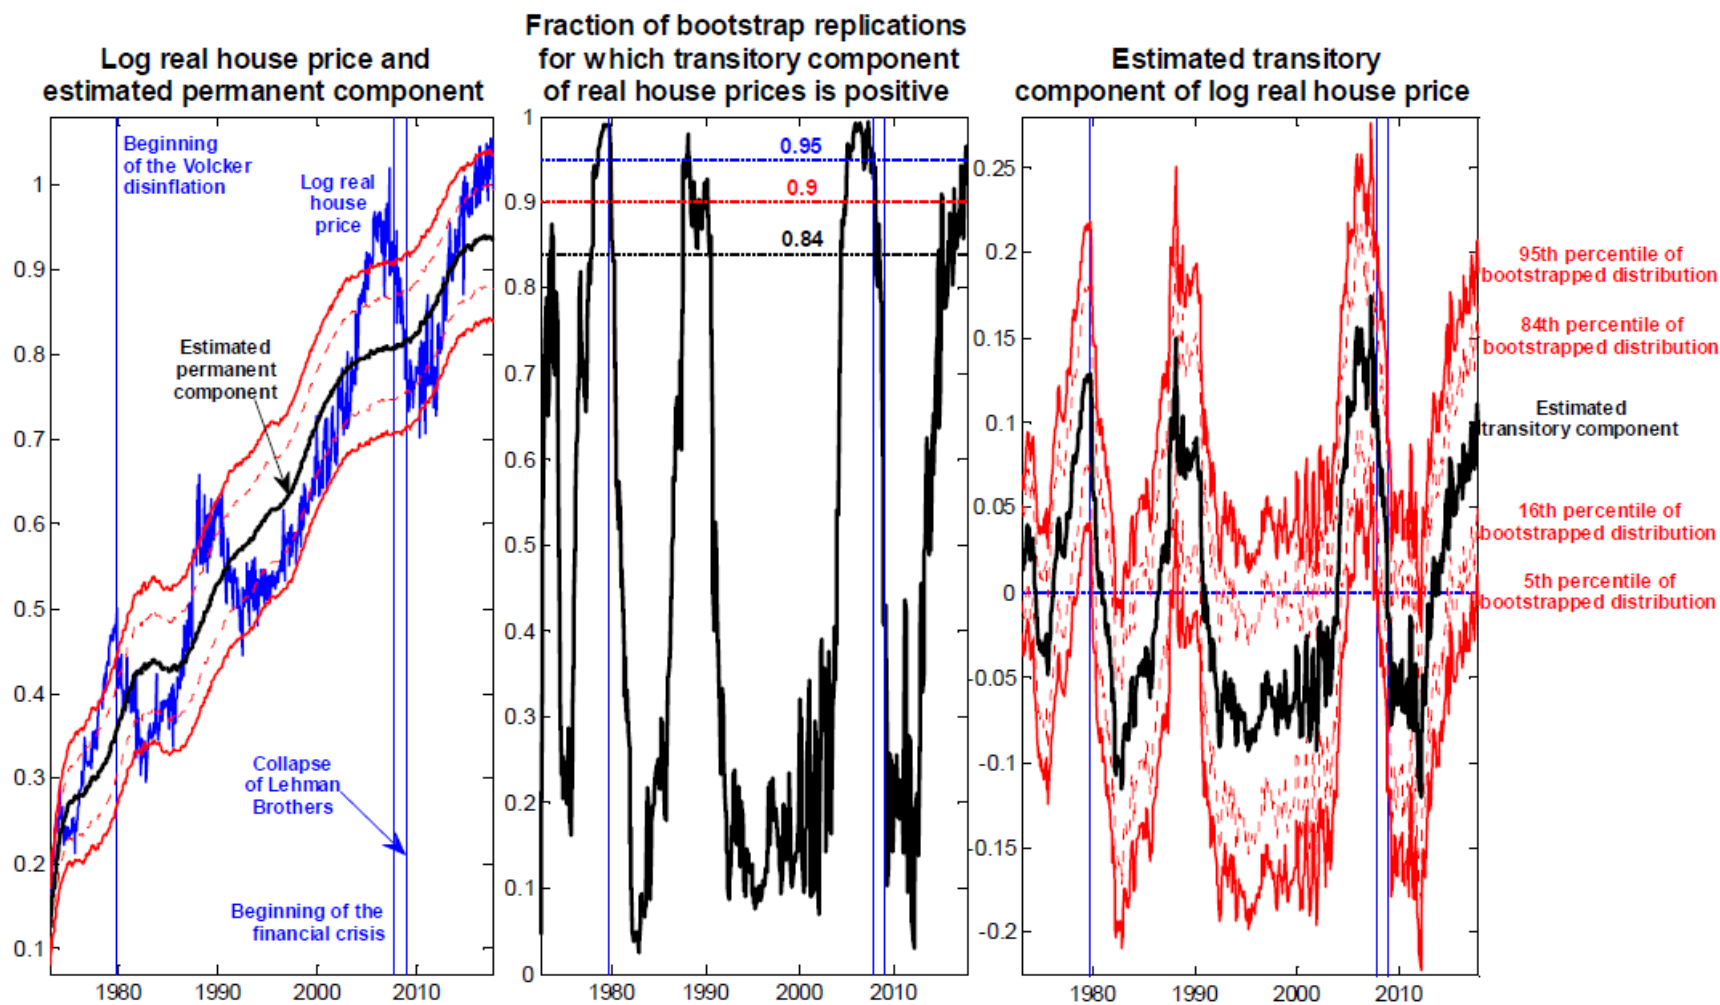 Log real house price and
estimated permanent component
Beginning
of the Volcker
disinflation
Log real
house
price
Estimated
permanent
component
Collapse
of Lehman
Brothers
Beginning of the
financial crisis
1
0.9
0.8
0.7
0.6
0.5
0.4
0.3
0.2
0.1
1980 1990 2000 2010
Fraction of bootstrap replications
for which transitory component
of real house prices is positive
0.95
0.9
0.84
1
0.9
0.8
0.7
0.6
0.5
0.4
0.3
0.2
0.1
0
1980 1990 2000 2010
Estimated transitory
component of log real house price
0.25
0.2
0.15
0.1
0.05
0
-0.05
-0.1
-0.15
-0.2
1980 1990 2000 2010
95th percentile of
bootstrapped distribution
84th percentile of
bootstrapped distribution
Estimated
transitory component
16th percentile of
bootstrapped distribution
5th percentile of
bootstrapped distribution